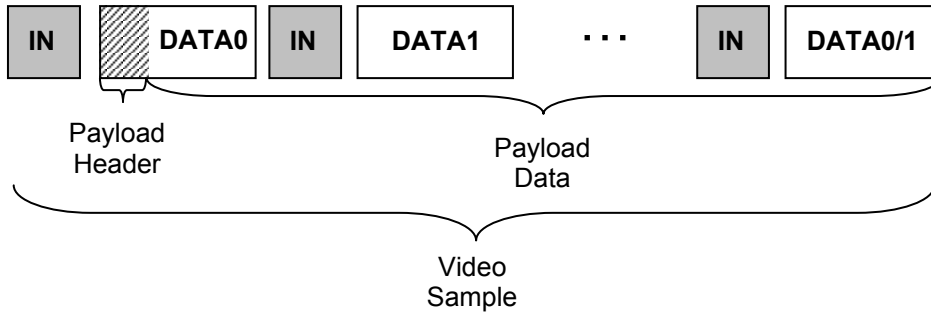 IN DATA0 IN DATA1 ... IN DATA0/1
Payload
Header
Payload
Data
Video
Sample